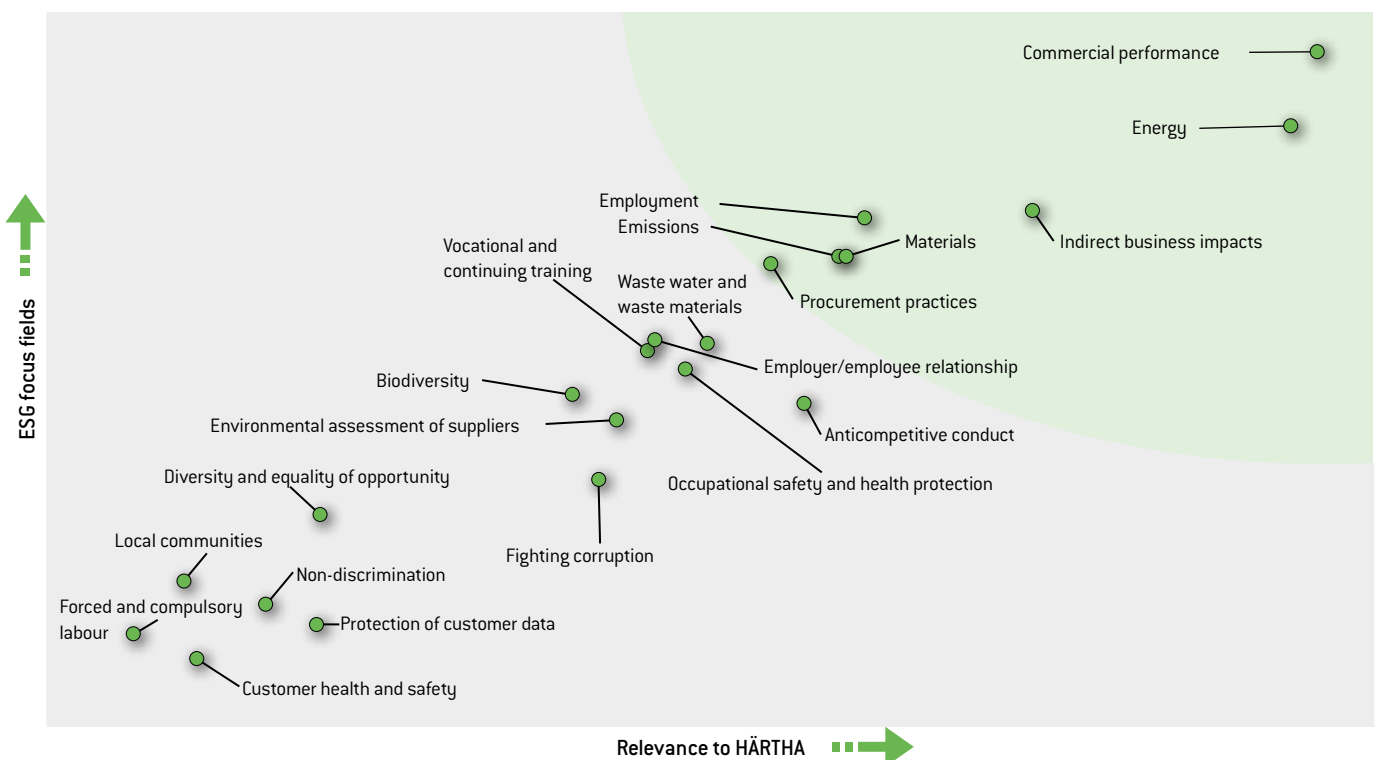 Commercial performance
Energy
Employment
Emissions
Materials
Indirect business impacts
Vocational and
continuing training
Waste water and
waste materials
Procurement practices
Employer/employee relationship
Biodiversity
Environmental assessment of suppliers
Anticompetitive conduct
Diversity and equality of opportunity
Occupational safety and health protection
Local communities
Fighting corruption
Non-discrimination
Forced and compulsory
labour
Protection of customer data
Customer health and safety
ESG focus fields
Relevance to HÄRTHA